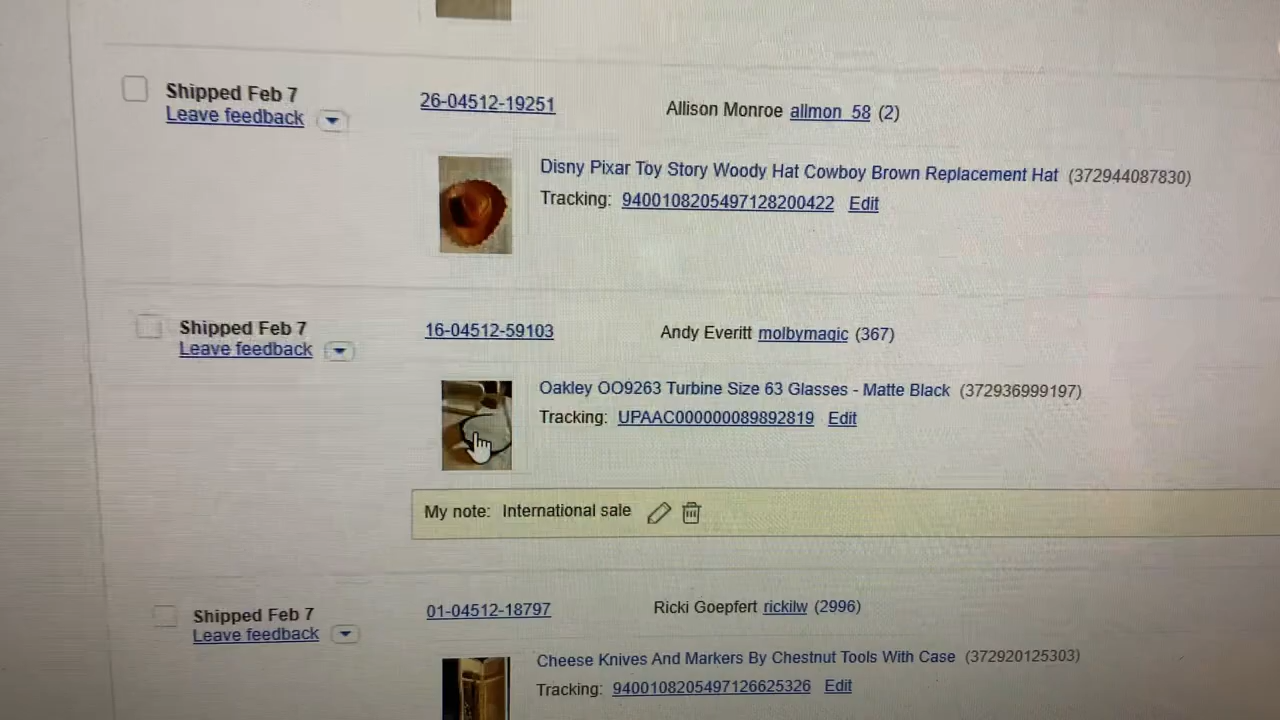 Shipped Feb 7
Leave feedback
26-04512-19251
Allison Monroe allmon_58 (2)
Disny Pixar Toy Story Woody Hat Cowboy Brown Replacement Hat (372944087830)
Tracking: 9400108205497128200422 Edit
Shipped Feb 7
Leave feedback
16-04512-59103
Andy Everitt molbymagic (367)
Oakley OO9263 Turbine Size 63 Glasses - Matte Black (372936999197)
Tracking: UPAAC000000089892819 Edit
My note: International sale
Shipped Feb 7
Leave feedback
01-04512-18797
Ricki Goepfert rickilw (2996)
Cheese Knives And Markers By Chestnut Tools With Case (372920125303)
Tracking: 9400108205497126625326 Edit